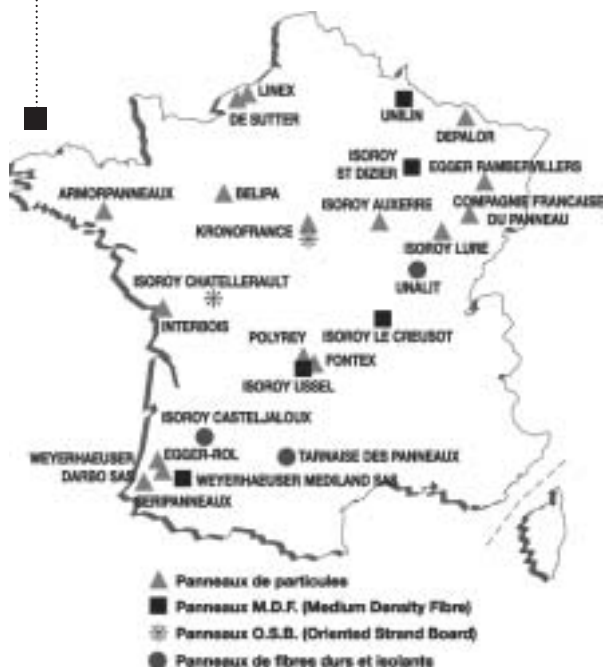 LINEX
DE SUTTER
UNILIN
DEPALOR
ISOROY
ST DIZIER
EGGER RAMBERVILLERS
ARMORPANNEAUX
BELIPA
ISOROY AUXERRE
COMPAGNIE FRANCAISE
DU PANNEAU
KRONOFRANCE
ISOROY LURE
ISOROY CHATELLERAULT
UNALIT
INTERBOIS
ISOROY LE CREUSOT
POLYREY
FONTEX
ISOROY USSEL
ISOROY CASTELJALOUX
WEYERHAEUSER
DARBO SAS
EGGER-ROL
TARNAISE DES PANNEAUX
WEYERHAEUSER MEDILAND SAS
SERIPANNEAUX
Panneaux de particules
Panneaux M.D.F. (Medium Density Fibre)
Panneaux O.S.B. (Oriented Strand Board)
Panneaux de fibres durs et isolants